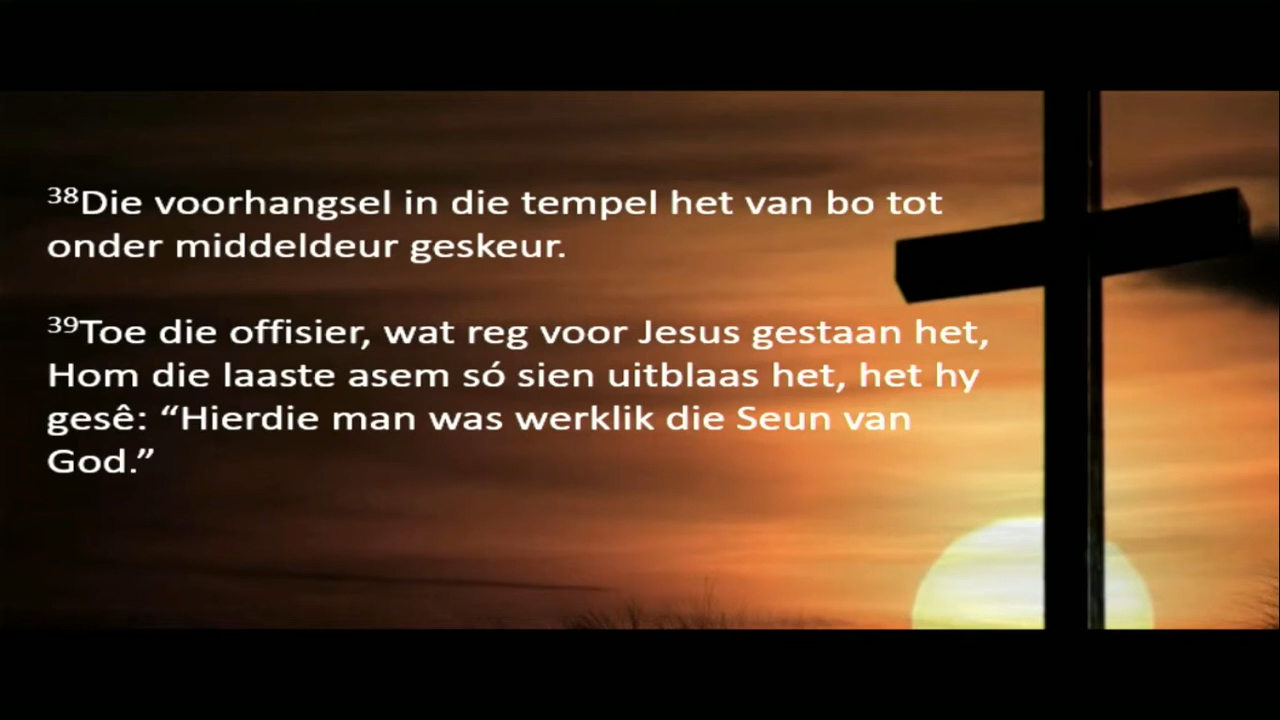 ³⁸Die voorhangsel in die tempel het van bo tot
onder middeldeur geskeur.
³⁹Toe die offisier, wat reg voor Jesus gestaan het,
Hom die laaste asem só sien uitblaas het, het hy
gesê: “Hierdie man was werklik die Seun van
God.”